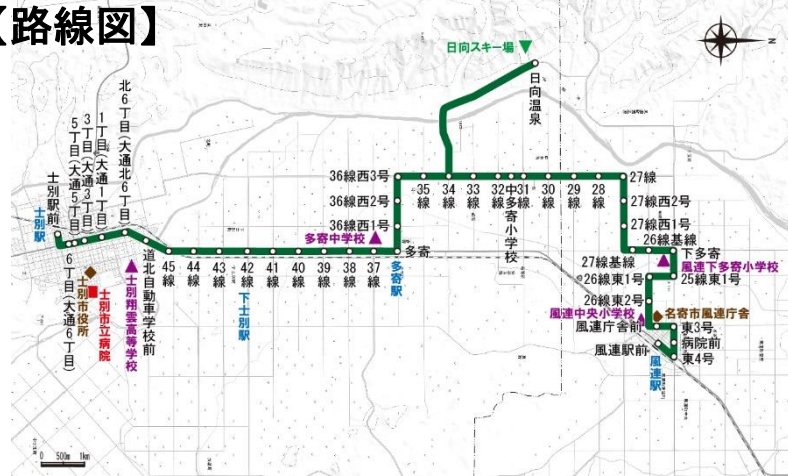 【路線図】
日向スキー場
日向温泉
N
北6丁目(大通北6丁目)
1丁目(大通1丁目)
3丁目(大通3丁目)
5丁目(大通5丁目)
士別駅前
士別駅
6丁目(大通6丁目)
士別市役所
士別市立病院
士別翔雲高等学校
道北自動車学校前
45線
44線
43線
42線
下士別駅
41線
40線
39線
38線
37線
多寄
多寄駅
多寄中学校
36線西1号
36線西2号
36線西3号
35線
34線
33線
32線
中多寄小学校
31線
30線
29線
28線
27線
27線西2号
27線西1号
26線基線
27線基線
下多寄
風連下多寄小学校
25線東1号
26線東1号
26線東2号
風連中央小学校
名寄市風連庁舎
風連庁舎前
東3号
病院前
東4号
風連駅前
風連駅
0 500m 1km